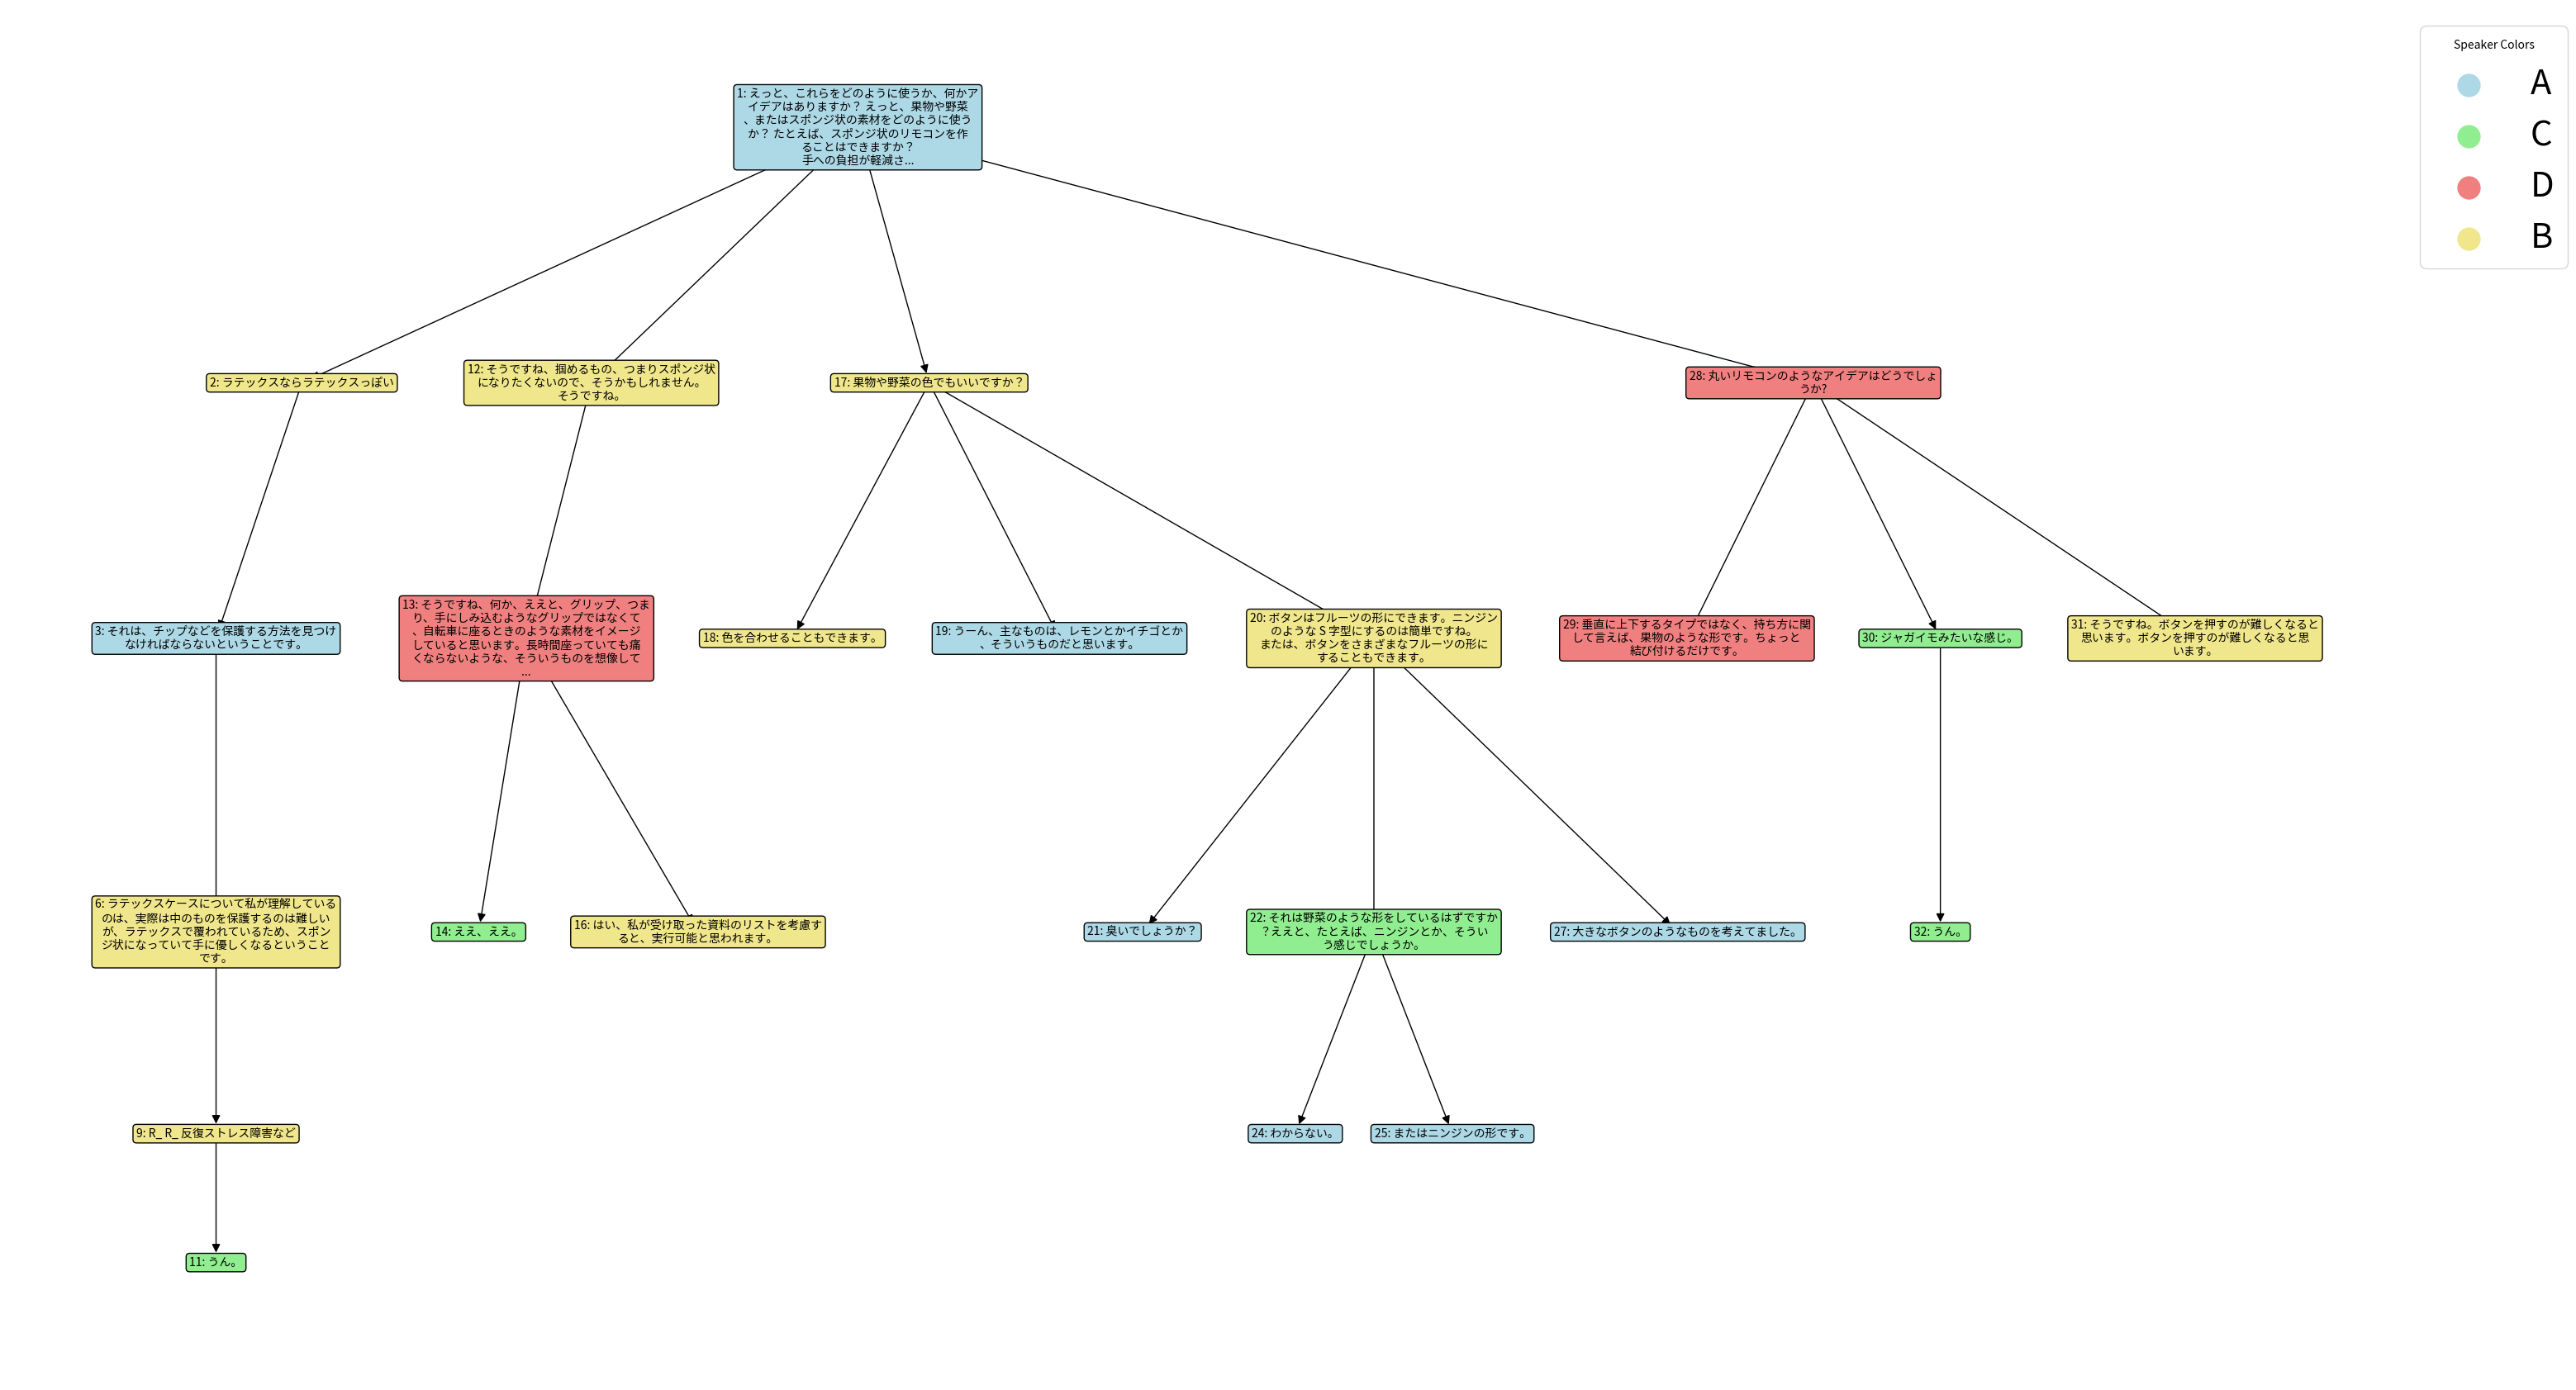 Speaker Colors
A
C
D
B
1: えっと、これらをどのように使うか、何かア
イデアはありますか？ えっと、果物や野菜
、またはスポンジ状の素材をどのように使う
か？ たとえば、スポンジ状のリモコンを作
ることはできますか？
手への負担が軽減さ...
2: ラテックスならラテックスっぽい
12: そうですね、掴めるもの、つまりスポンジ状
になりたくないので、そうかもしれません。
そうですね。
17: 果物や野菜の色でもいいですか？
28: 丸いリモコンのようなアイデアはどうでしょ
うか?
3: それは、チップなどを保護する方法を見つけ
なければならないということです。
13: そうですね、何か、ええと、グリップ、つま
り、手にしみ込むようなグリップではなくて
、自転車に座るときのような素材をイメージ
していると思います。長時間座っていても痛
くならないような、そういうものを想像して
...
18: 色を合わせることもできます。
19: うーん、主なものは、レモンとかイチゴとか
、そういうものだと思います。
20: ボタンはフルーツの形にできます。ニンジン
のような S 字型にするのは簡単ですね。
または、ボタンをさまざまなフルーツの形に
することもできます。
29: 垂直に上下するタイプではなく、持ち方に関
して言えば、果物のような形です。ちょっと
結び付けるだけです。
30: ジャガイモみたいな感じ。
31: そうですね。ボタンを押すのが難しくなると
思います。ボタンを押すのが難しくなると思
います。
6: ラテックスケースについて私が理解している
のは、実際は中のものを保護するのは難しい
が、ラテックスで覆われているため、スポン
ジ状になっていて手に優しくなるということ
です。
14: ええ、ええ。
16: はい、私が受け取った資料のリストを考慮す
ると、実行可能と思われます。
21: 臭いでしょうか？
22: それは野菜のような形をしているはずですか
？ええと、たとえば、ニンジンとか、そうい
う感じでしょうか。
27: 大きなボタンのようなものを考えてました。
32: うん。
9: R_ R_ 反復ストレス障害など
24: わからない。
25: またはニンジンの形です。
11: うん。